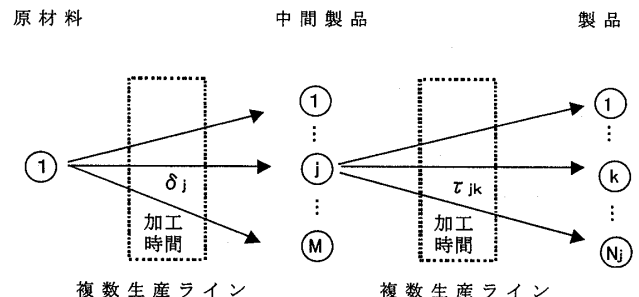 原材料 中間製品 製品
1 1 1
δj j τjk k
加工 加工
時間 時間
M Nj
複数生産ライン 複数生産ライン